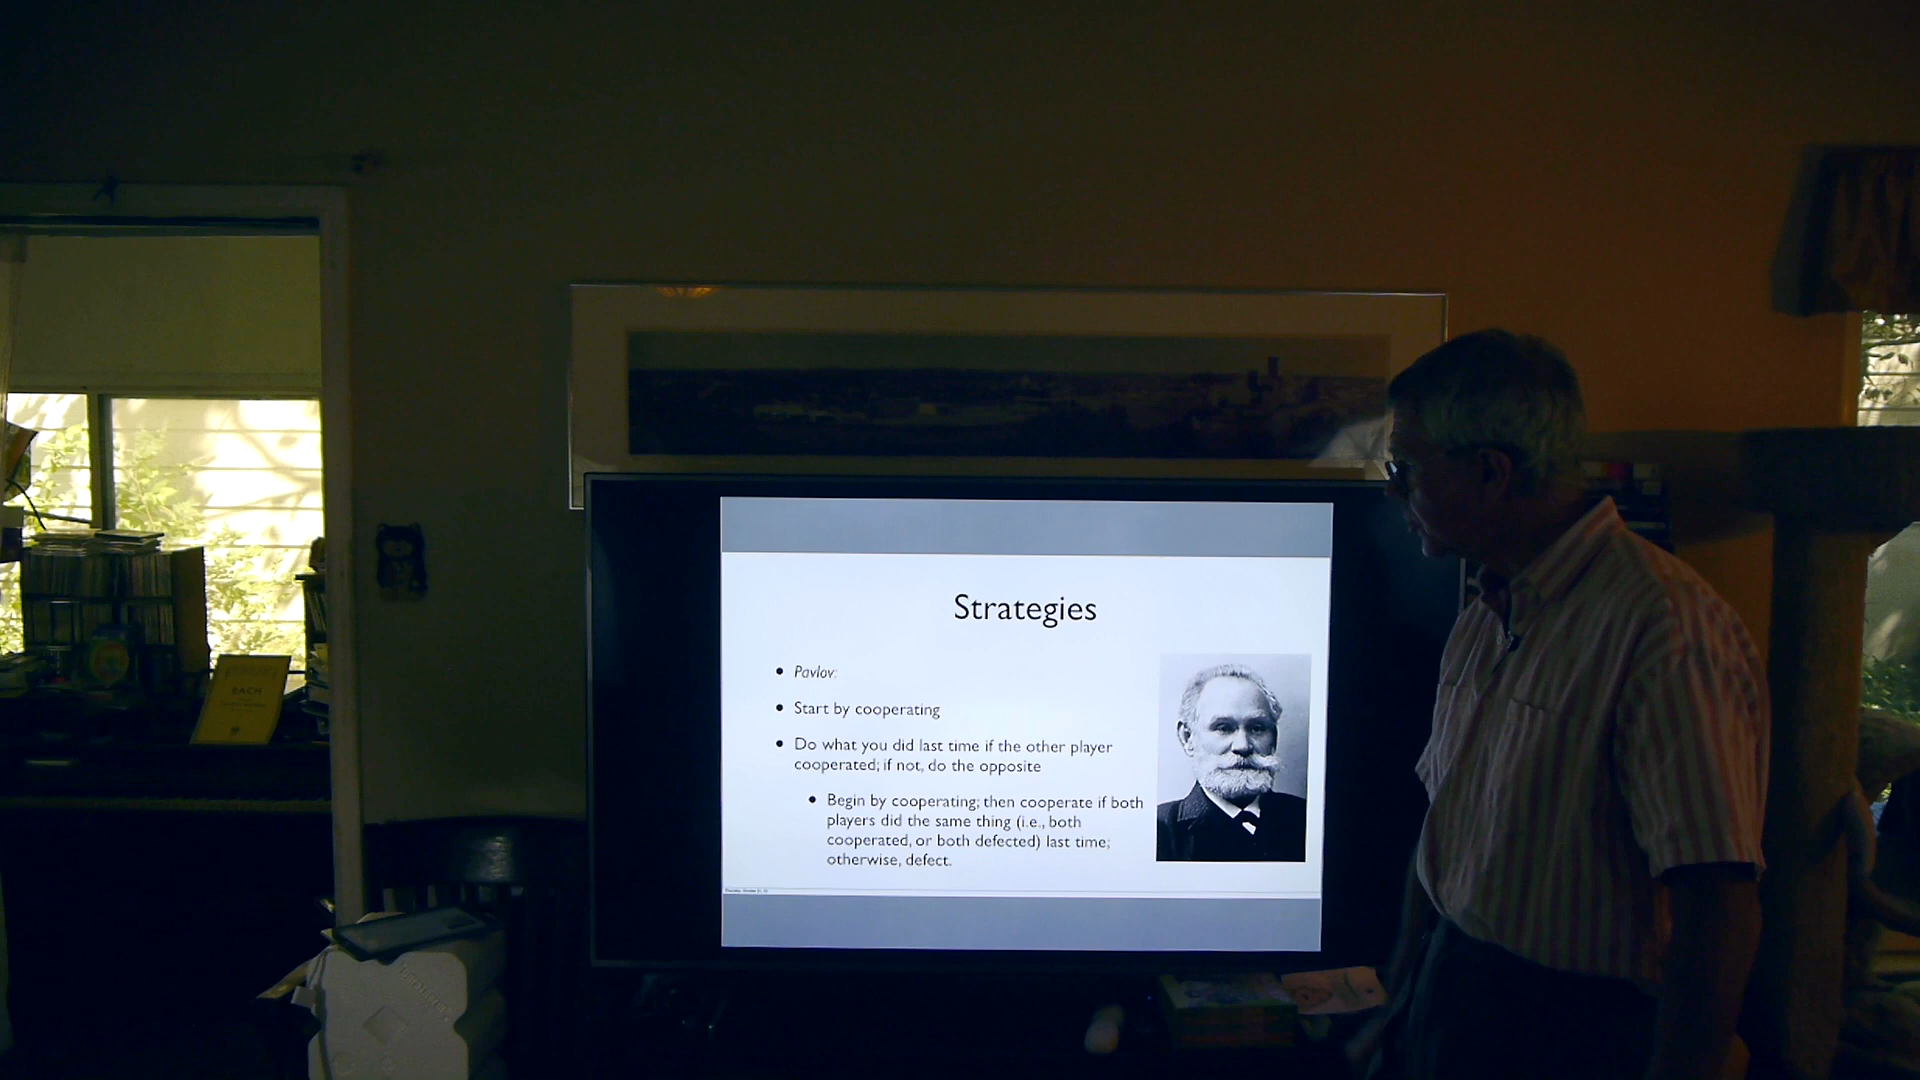 BACH
Strategies
• Pavlov:
• Start by cooperating
• Do what you did last time if the other player
cooperated; if not, do the opposite
• Begin by cooperating; then cooperate if both
players did the same thing (i.e., both
cooperated, or both defected) last time;
otherwise, defect.